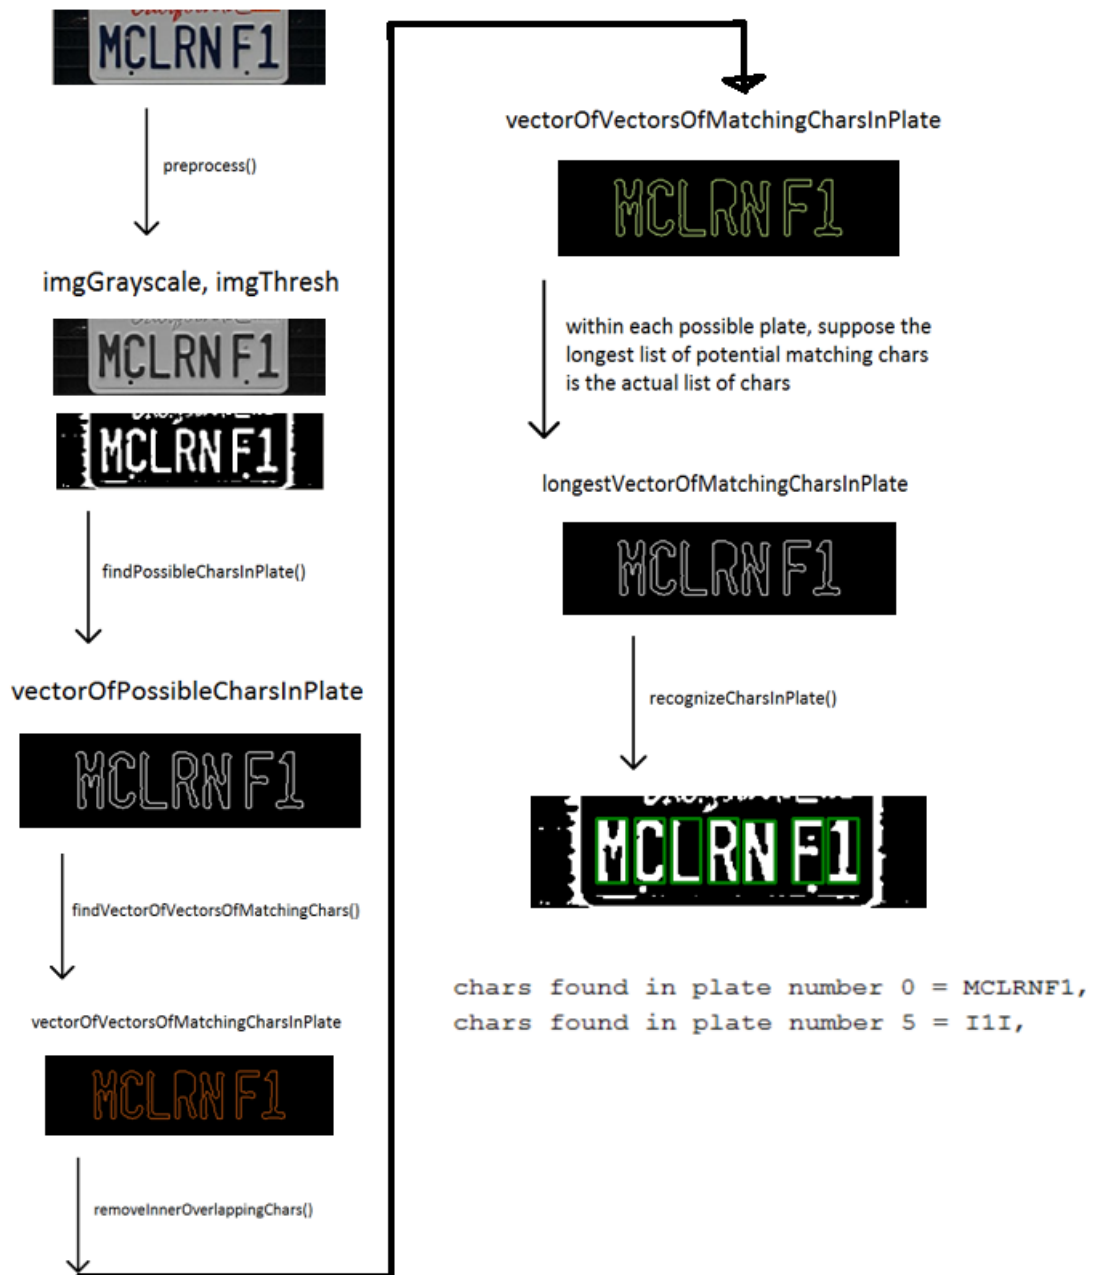 MCLRN F1
preprocess()
imgGrayscale, imgThresh
MCLRN F1
MCLRN F1
findPossibleCharsInPlate()
vectorOfPossibleCharsInPlate
MCLRN F1
findVectorOfVectorsOfMatchingChars()
vectorOfVectorsOfMatchingCharsInPlate
MCLRN F1
removeInnerOverlappingChars()
vectorOfVectorsOfMatchingCharsInPlate
MCLRN F1
within each possible plate, suppose the
longest list of potential matching chars
is the actual list of chars
longestVectorOfMatchingCharsInPlate
MCLRN F1
recognizeCharsInPlate()
MCLRN F1
chars found in plate number 0 = MCLRNF1,
chars found in plate number 5 = I1I,